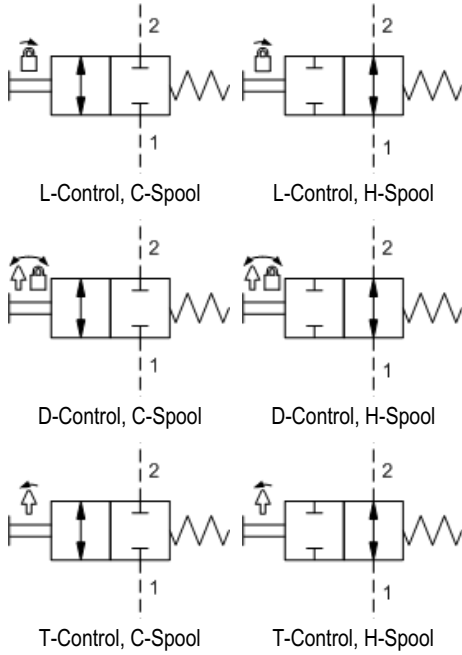 2
2
1
1
L-Control, C-Spool
L-Control, H-Spool
2
2
1
1
D-Control, C-Spool
D-Control, H-Spool
2
2
1
1
T-Control, C-Spool
T-Control, H-Spool